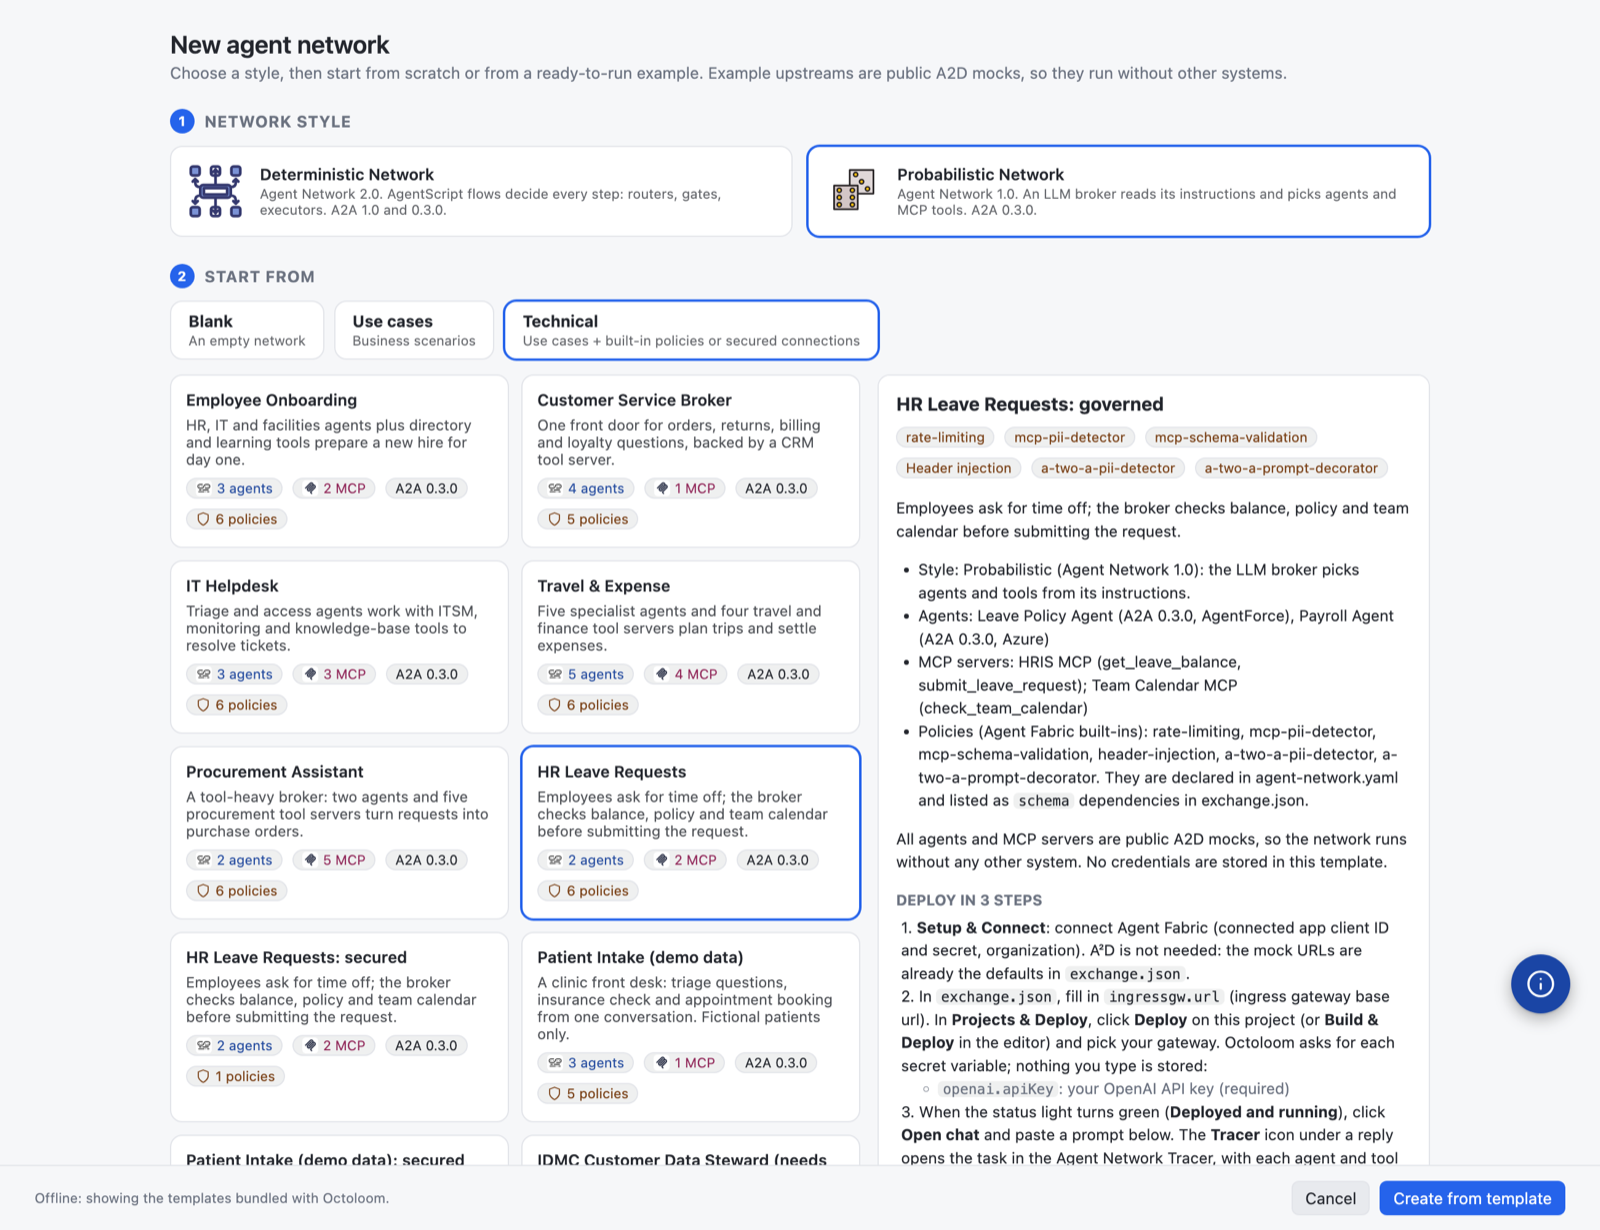 New agent network
Choose a style, then start from scratch or from a ready-to-run example. Example upstreams are public A2D mocks, so they run without other systems.
1 NETWORK STYLE
Deterministic Network
Agent Network 2.0. AgentScript flows decide every step: routers, gates,
executors. A2A 1.0 and 0.3.0.
Probabilistic Network
Agent Network 1.0. An LLM broker reads its instructions and picks agents and
MCP tools. A2A 0.3.0.
2 START FROM
Blank
An empty network
Use cases
Business scenarios
Technical
Use cases + built-in policies or secured connections
Employee Onboarding
HR, IT and facilities agents plus directory
and learning tools prepare a new hire for
day one.
3 agents 2 MCP A2A 0.3.0
6 policies
Customer Service Broker
One front door for orders, returns, billing
and loyalty questions, backed by a CRM
tool server.
4 agents 1 MCP A2A 0.3.0
5 policies
IT Helpdesk
Triage and access agents work with ITSM,
monitoring and knowledge-base tools to
resolve tickets.
3 agents 3 MCP A2A 0.3.0
6 policies
Travel & Expense
Five specialist agents and four travel and
finance tool servers plan trips and settle
expenses.
5 agents 4 MCP A2A 0.3.0
6 policies
Procurement Assistant
A tool-heavy broker: two agents and five
procurement tool servers turn requests into
purchase orders.
2 agents 5 MCP A2A 0.3.0
6 policies
HR Leave Requests
Employees ask for time off; the broker
checks balance, policy and team calendar
before submitting the request.
2 agents 2 MCP A2A 0.3.0
6 policies
HR Leave Requests: secured
Employees ask for time off; the broker
checks balance, policy and team calendar
before submitting the request.
2 agents 2 MCP A2A 0.3.0
1 policies
Patient Intake (demo data)
A clinic front desk: triage questions,
insurance check and appointment booking
from one conversation. Fictional patients
only.
3 agents 1 MCP A2A 0.3.0
5 policies
Patient Intake (demo data): secured
IDMC Customer Data Steward (needs
HR Leave Requests: governed
rate-limiting mcp-pii-detector mcp-schema-validation
Header injection a-two-a-pii-detector a-two-a-prompt-decorator
Employees ask for time off; the broker checks balance, policy and team
calendar before submitting the request.
• Style: Probabilistic (Agent Network 1.0): the LLM broker picks
agents and tools from its instructions.
• Agents: Leave Policy Agent (A2A 0.3.0, AgentForce), Payroll Agent
(A2A 0.3.0, Azure)
• MCP servers: HRIS MCP (get_leave_balance,
submit_leave_request); Team Calendar MCP
(check_team_calendar)
• Policies (Agent Fabric built-ins): rate-limiting, mcp-pii-detector,
mcp-schema-validation, header-injection, a-two-a-pii-detector, a-
two-a-prompt-decorator. They are declared in agent-network.yaml
and listed as schema dependencies in exchange.json.
All agents and MCP servers are public A2D mocks, so the network runs
without any other system. No credentials are stored in this template.
DEPLOY IN 3 STEPS
1. Setup & Connect: connect Agent Fabric (connected app client ID
and secret, organization). A²D is not needed: the mock URLs are
already the defaults in exchange.json.
2. In exchange.json, fill in ingressgw.url (ingress gateway base
url). In Projects & Deploy, click Deploy on this project (or Build &
Deploy in the editor) and pick your gateway. Octoloom asks for each
secret variable; nothing you type is stored:
◦ openai.apiKey: your OpenAI API key (required)
3. When the status light turns green (Deployed and running), click
Open chat and paste a prompt below. The Tracer icon under a reply
opens the task in the Agent Network Tracer, with each agent and tool
Offline: showing the templates bundled with Octoloom.
Cancel
Create from template